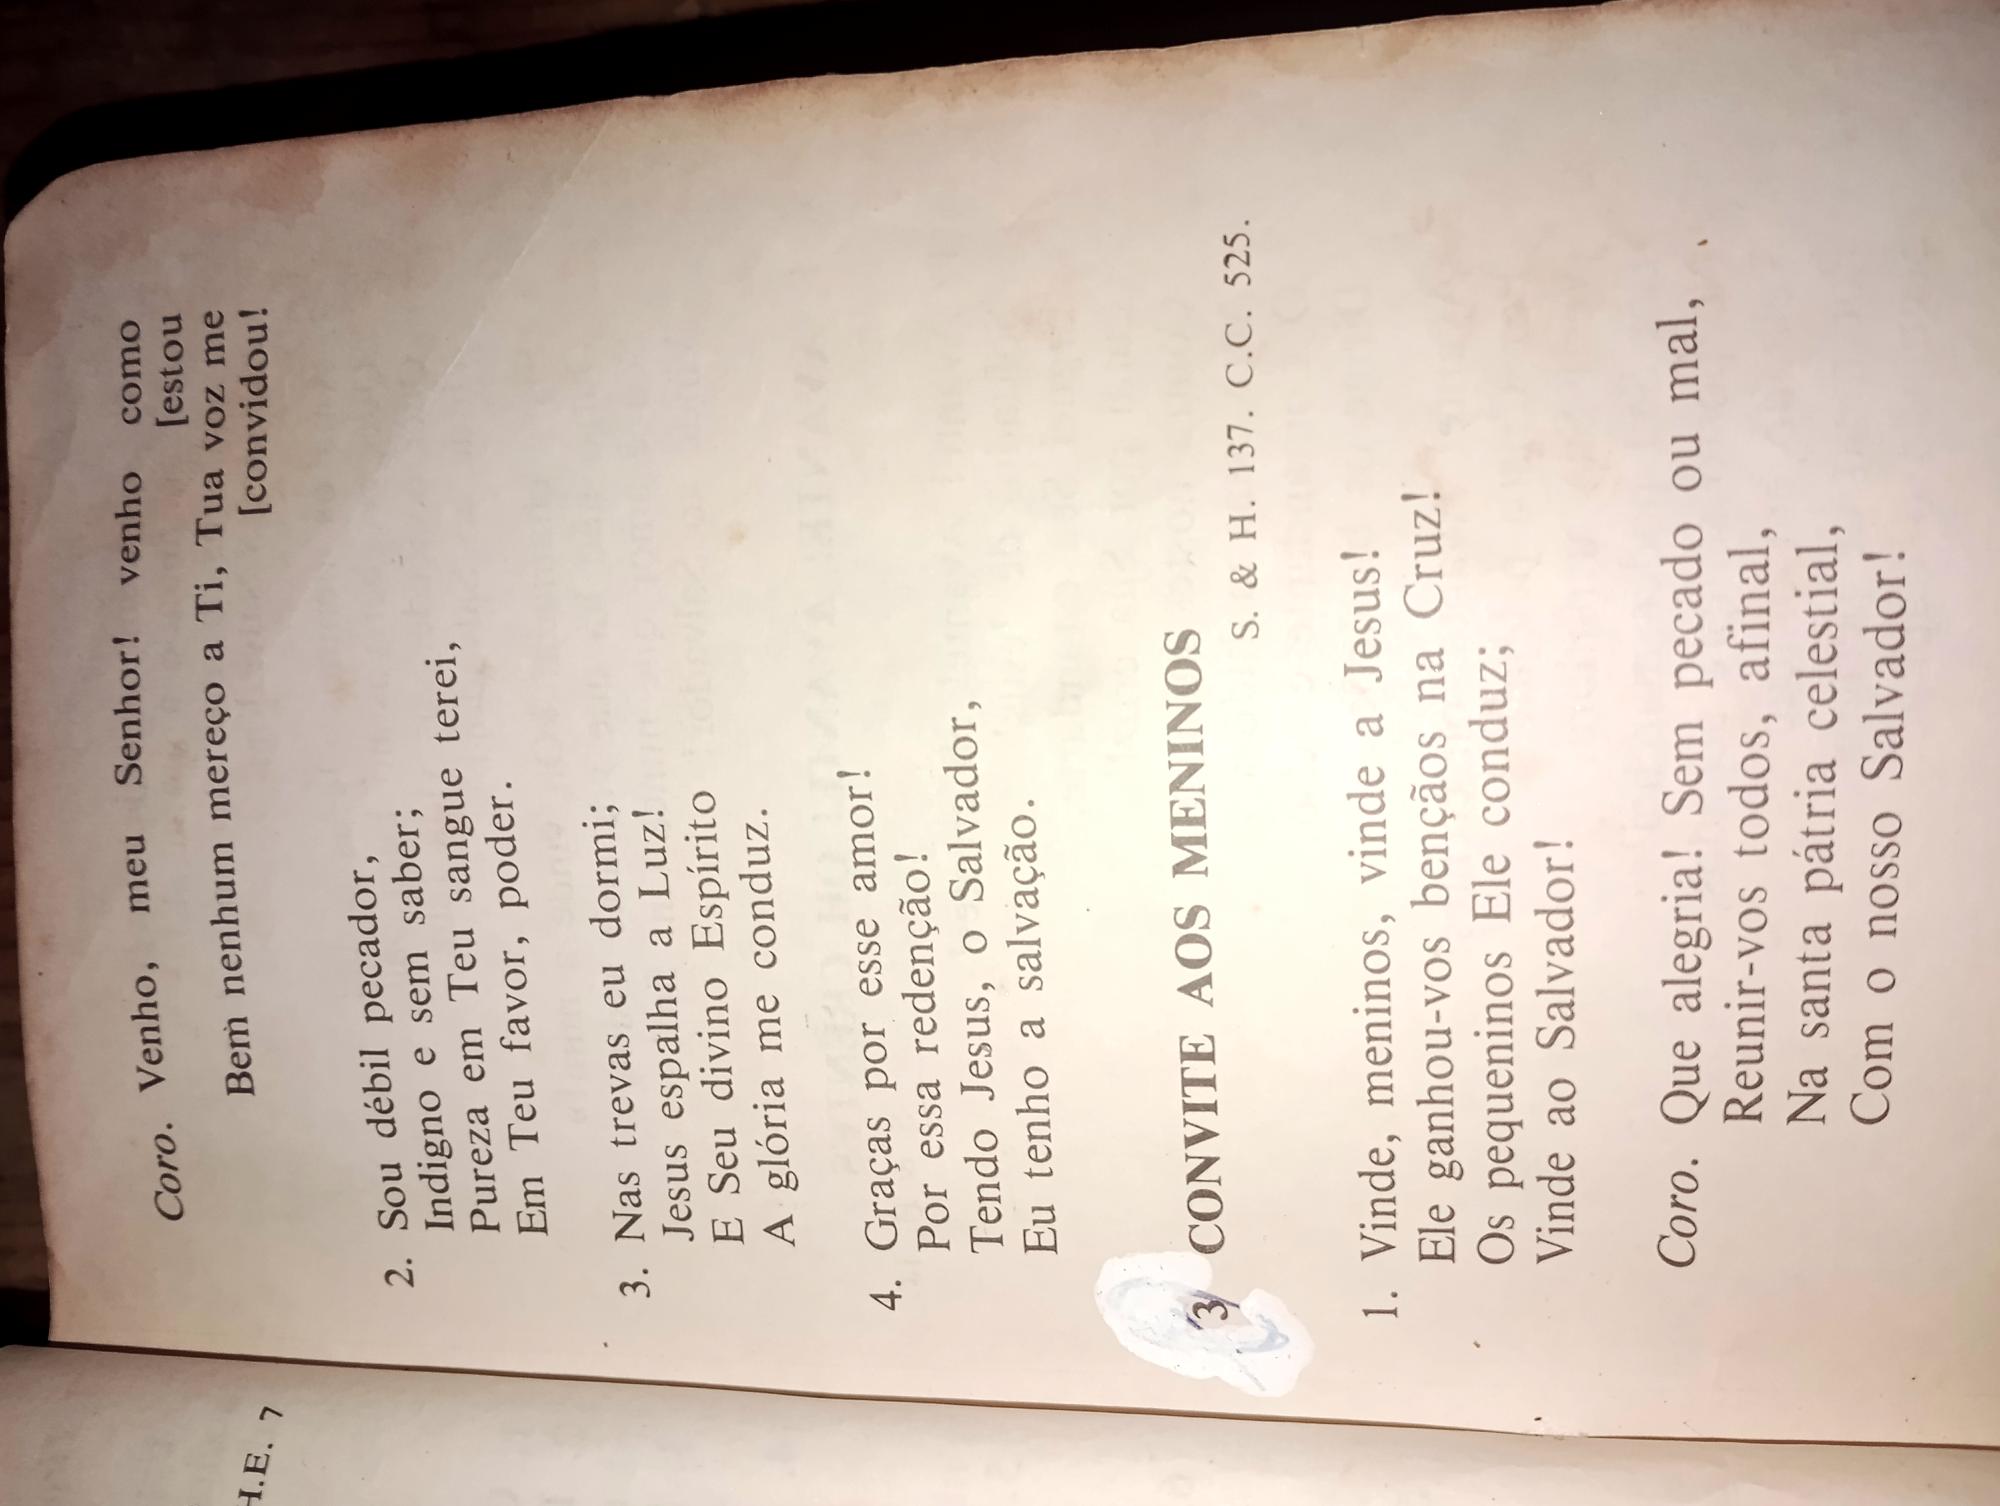 H.E. 7
Coro. Venho, meu Senhor! venho como
[estou
Bem nenhum mereço a Ti, Tua voz me
[convidou!
2. Sou débil pecador,
Indigno e sem saber;
Pureza em Teu sangue terei,
Em Teu favor, poder.
3. Nas trevas eu dormi;
Jesus espalha a Luz!
E Seu divino Espírito
A glória me conduz.
4. Graças por esse amor!
Por essa redenção!
Tendo Jesus, o Salvador,
Eu tenho a salvação.
3 CONVITE AOS MENINOS
S. & H. 137. C.C. 525.
1. Vinde, meninos, vinde a Jesus!
Ele ganhou-vos bençãos na Cruz!
Os pequeninos Ele conduz;
Vinde ao Salvador!
Coro. Que alegria! Sem pecado ou mal,
Reunir-vos todos, afinal,
Na santa pátria celestial,
Com o nosso Salvador!